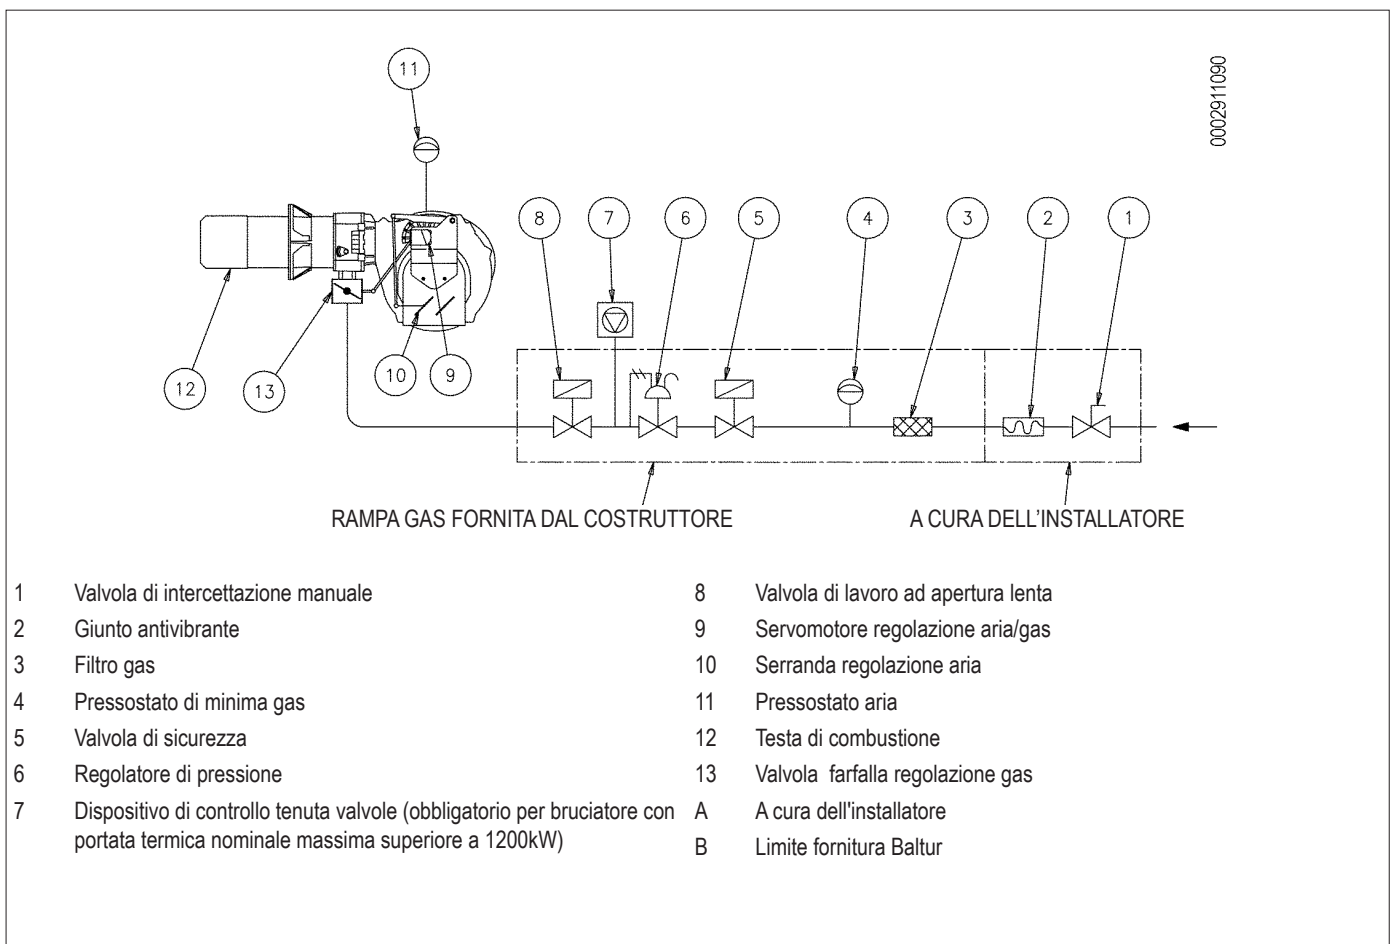 11
0002911090
8
7
6
5
4
3
2
1
12
13
10
9
RAMPA GAS FORNITA DAL COSTRUTTORE
A CURA DELL'INSTALLATORE
1 Valvola di intercettazione manuale
2 Giunto antivibrante
3 Filtro gas
4 Pressostato di minima gas
5 Valvola di sicurezza
6 Regolatore di pressione
7 Dispositivo di controllo tenuta valvole (obbligatorio per bruciatore con
portata termica nominale massima superiore a 1200kW)
8 Valvola di lavoro ad apertura lenta
9 Servomotore regolazione aria/gas
10 Serranda regolazione aria
11 Pressostato aria
12 Testa di combustione
13 Valvola farfalla regolazione gas
A A cura dell'installatore
B Limite fornitura Baltur